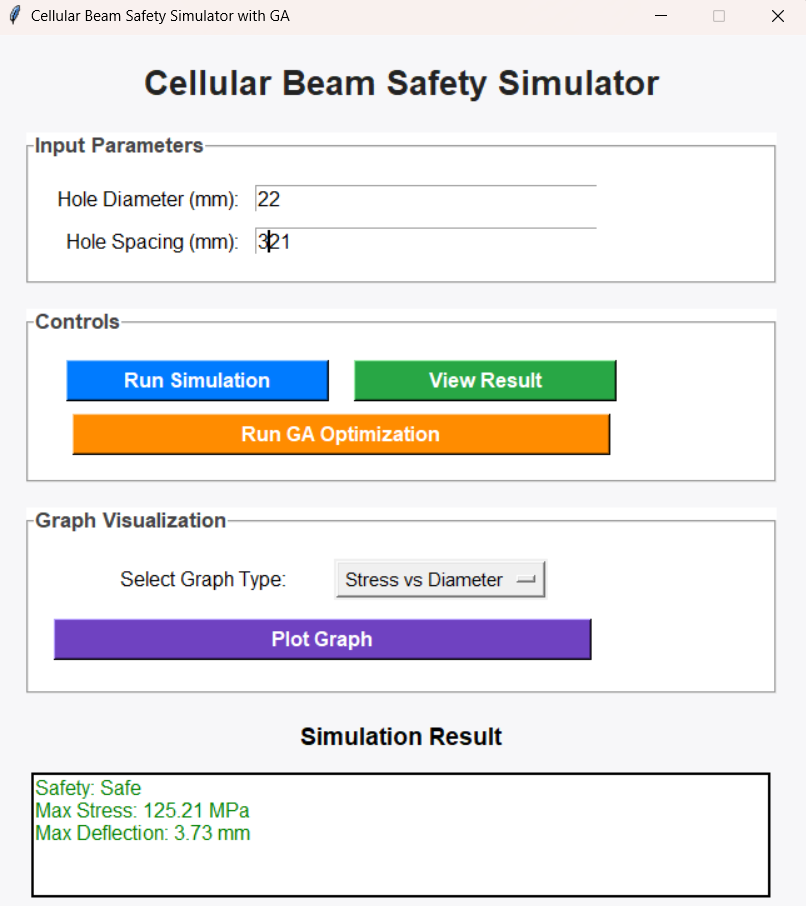 Cellular Beam Safety Simulator with GA
Cellular Beam Safety Simulator
Input Parameters
Hole Diameter (mm): 22
Hole Spacing (mm): 321
Controls
Run Simulation View Result
Run GA Optimization
Graph Visualization
Select Graph Type: Stress vs Diameter
Plot Graph
Simulation Result
Safety: Safe
Max Stress: 125.21 MPa
Max Deflection: 3.73 mm